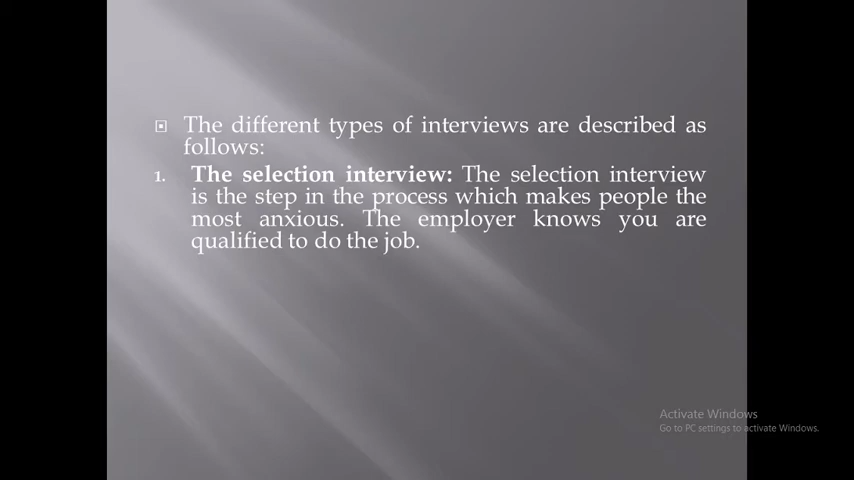 The different types of interviews are described as
follows:
1. The selection interview: The selection interview
is the step in the process which makes people the
most anxious. The employer knows you are
qualified to do the job.
Activate Windows
Go to PC settings to activate Windows.